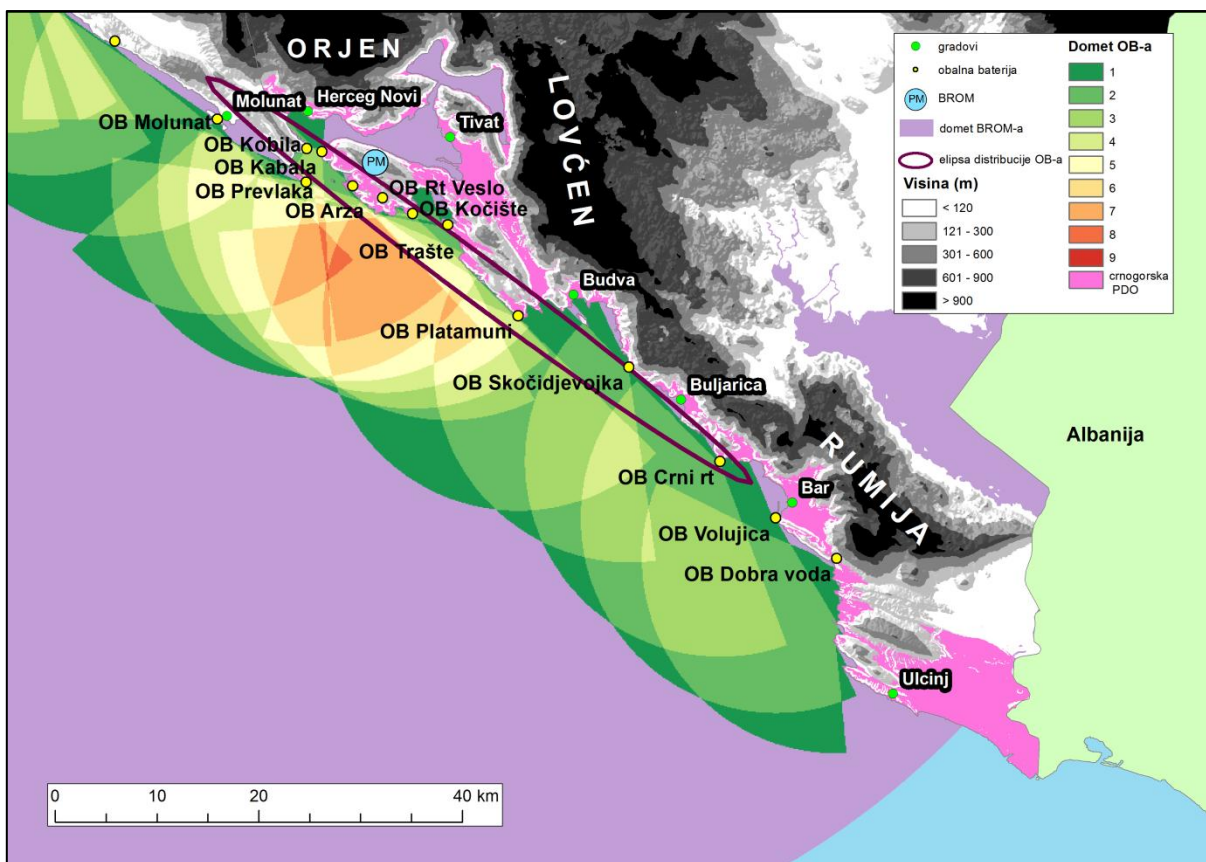 ORJEN
LOVĆEN
RUMIJA
Molunat
Herceg Novi
Tivat
OB Molunat
OB Kobila
OB Kabala
OB Prevlaka
PM
OB Rt Veslo
OB Arza
OB Kočište
OB Trašte
Budva
OB Platamuni
OB Skočidjevojka
Buljarica
OB Crni rt
Bar
OB Volujica
OB Dobra voda
Ulcinj
Albanija
gradovi
obalna baterija
PM
BROM
domet BROM-a
elipsa distribucije OB-a
Visina (m)
< 120
121 - 300
301 - 600
601 - 900
> 900
Domet OB-a
1
2
3
4
5
6
7
8
9
crnogorska
PDO
0 10 20 40 km